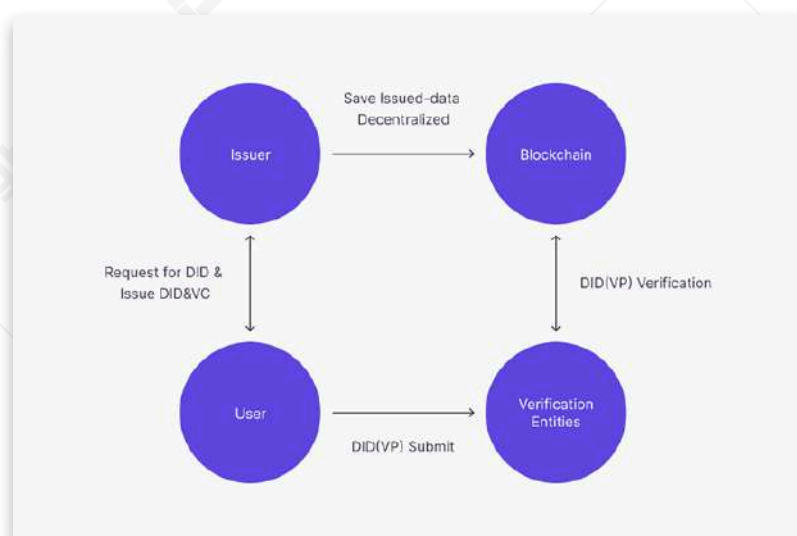 Save Issued-data
Decentralized
Issuer
Blockchain
Request for DID &
Issue DID&VC
DID(VP) Verification
User
Verification
Entities
DID(VP) Submit